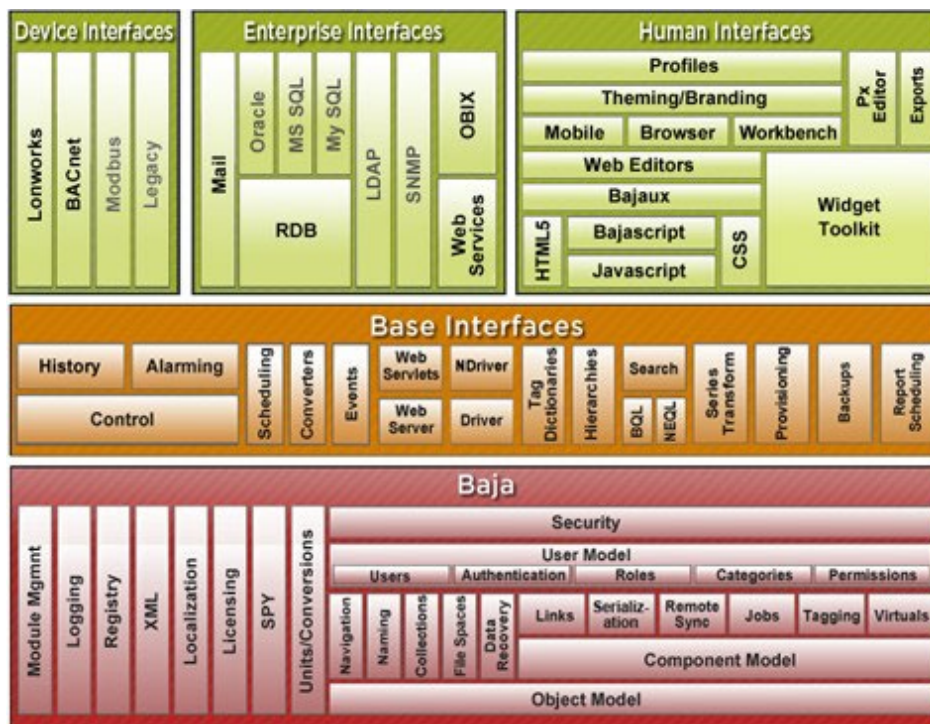 Device Interfaces
Lonworks
BACnet
Modbus
Legacy
Enterprise Interfaces
Mail
Oracle
MS SQL
My SQL
RDB
LDAP
SNMP
OBIX
Web
Services
Human Interfaces
Profiles
Theming/Branding
Mobile
Browser
Workbench
Px
Editor
Exports
Web Editors
Bajaux
HTML5
Bajascript
Javascript
CSS
Widget
Toolkit
Base Interfaces
History
Alarming
Control
Scheduling
Converters
Events
Web
Servlets
NDriver
Web
Server
Driver
Tag
Dictionaries
Hierarchies
Search
BQL
NEQL
Series
Transform
Provisioning
Backups
Report
Scheduling
Baja
Module Mgmnt
Logging
Registry
XML
Localization
Licensing
SPY
Units/Conversions
Security
User Model
Users
Authentication
Roles
Categories
Permissions
Navigation
Naming
Collections
File Spaces
Data
Recovery
Links
Serializ-
ation
Remote
Sync
Jobs
Tagging
Virtuals
Component Model
Object Model